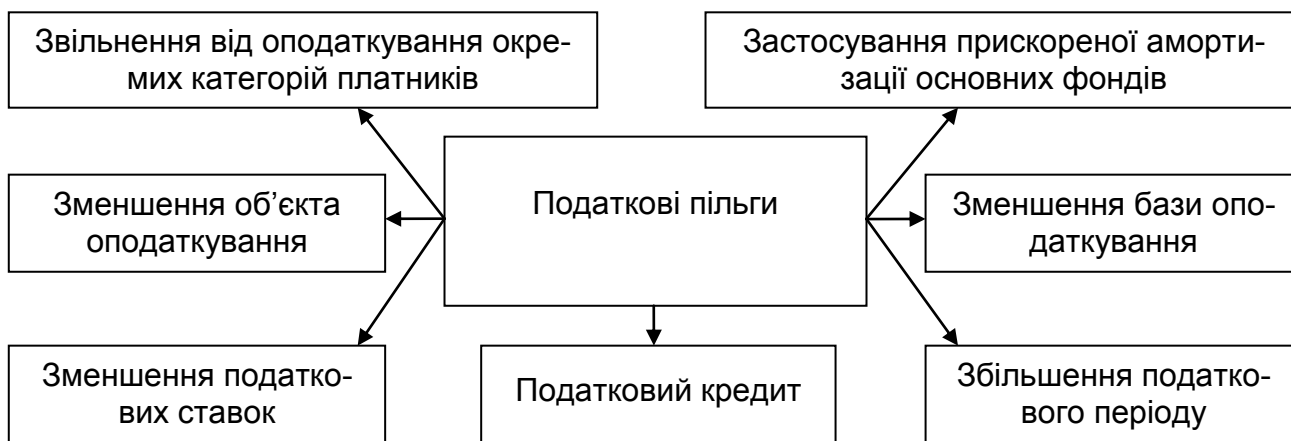 Звільнення від оподаткування окре-
мих категорій платників
Застосування прискореної аморти-
зації основних фондів
Податкові пільги
Зменшення об’єкта
оподаткування
Зменшення бази опо-
даткування
Зменшення податко-
вих ставок
Податковий кредит
Збільшення податко-
вого періоду